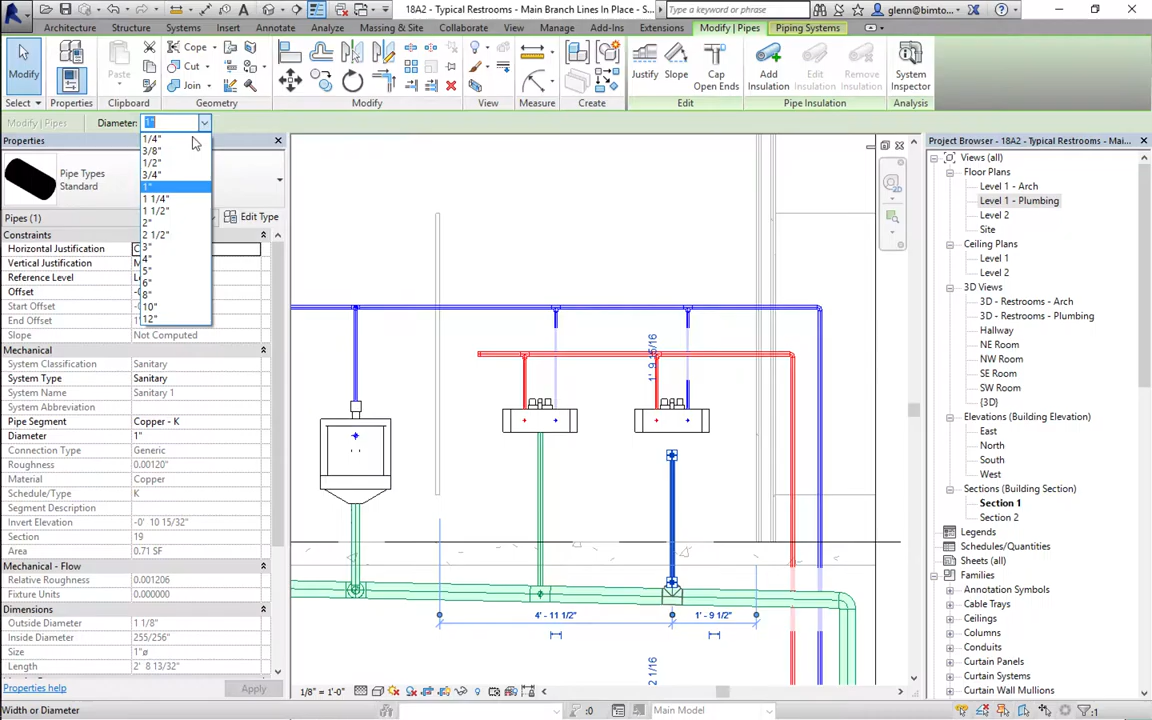 18A2 - Typical Restrooms - Main Branch Lines In Place - S...
Type a keyword or phrase
glenn@bimto...
Architecture
Structure
Systems
Insert
Annotate
Analyze
Massing & Site
Collaborate
View
Manage
Add-Ins
Extensions
Modify | Pipes
Piping Systems
Modify
Properties
Paste
Cope
Cut
Join
Justify
Slope
Cap
Open Ends
Add
Insulation
Edit
Insulation
Remove
Insulation
System
Inspector
Select
Properties
Clipboard
Geometry
Modify
View
Measure
Create
Edit
Pipe Insulation
Analysis
Modify | Pipes
Diameter:
1"
1/4"
3/8"
1/2"
3/4"
1"
1 1/4"
1 1/2"
2"
2 1/2"
3"
4"
5"
6"
8"
10"
12"
Properties
Pipe Types
Standard
Pipes (1)
Edit Type
Constraints
Horizontal Justification
Vertical Justification
Reference Level
Offset
Start Offset
End Offset
Slope
Not Computed
Mechanical
System Classification
Sanitary
System Type
Sanitary
System Name
Sanitary 1
System Abbreviation
Pipe Segment
Copper - K
Diameter
1"
Connection Type
Generic
Roughness
0.00120"
Material
Copper
Schedule/Type
K
Segment Description
Invert Elevation
-0' 10 15/32"
Section
19
Area
0.71 SF
Mechanical - Flow
Relative Roughness
0.001206
Fixture Units
0.000000
Dimensions
Outside Diameter
1 1/8"
Inside Diameter
255/256"
Size
1"ø
Length
2' 8 13/32"
Properties help
Apply
1' 9 15/16
4' - 11 1/2"
1' - 9 1/2"
2 1/16
1/8" = 1'-0"
Project Browser - 18A2 - Typical Restrooms...
Views (all)
Floor Plans
Level 1 - Arch
Level 1 - Plumbing
Level 2
Site
Ceiling Plans
Level 1
Level 2
3D Views
3D - Restrooms - Arch
3D - Restrooms - Plumbing
Hallway
NE Room
NW Room
SE Room
SW Room
{3D}
Elevations (Building Elevation)
East
North
South
West
Sections (Building Section)
Section 1
Section 2
Legends
Schedules/Quantities
Sheets (all)
Families
Annotation Symbols
Cable Trays
Ceilings
Columns
Conduits
Curtain Panels
Curtain Systems
Curtain Wall Mullions
Width or Diameter
:0
Main Model
:1